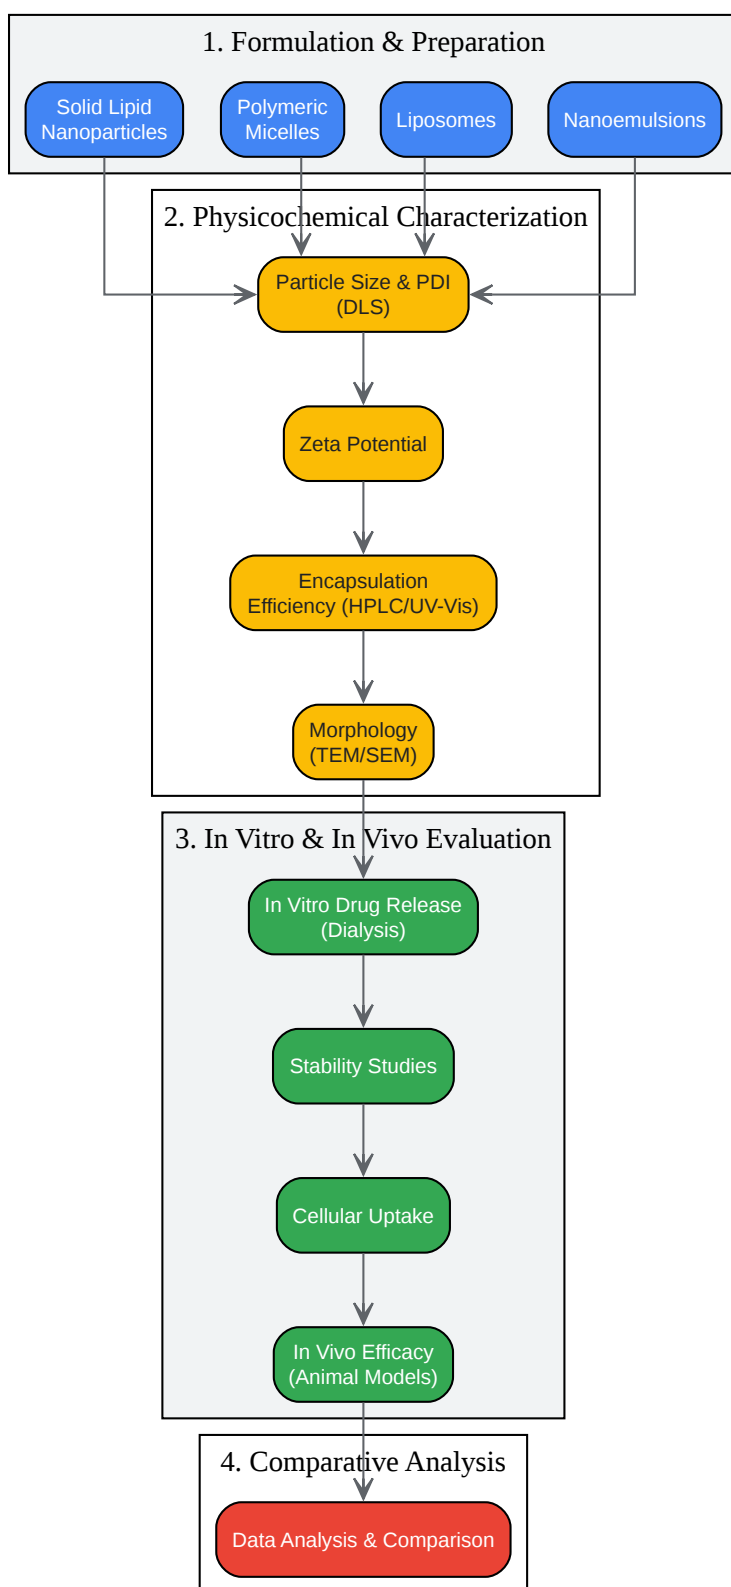 1. Formulation & Preparation
Solid Lipid
Nanoparticles
Polymeric
Micelles
Liposomes
Nanoemulsions
2. Physicochemical Characterization
Particle Size & PDI
(DLS)
Zeta Potential
Encapsulation
Efficiency (HPLC/UV-Vis)
Morphology
(TEM/SEM)
3. In Vitro & In Vivo Evaluation
In Vitro Drug Release
(Dialysis)
Stability Studies
Cellular Uptake
In Vivo Efficacy
(Animal Models)
4. Comparative Analysis
Data Analysis & Comparison